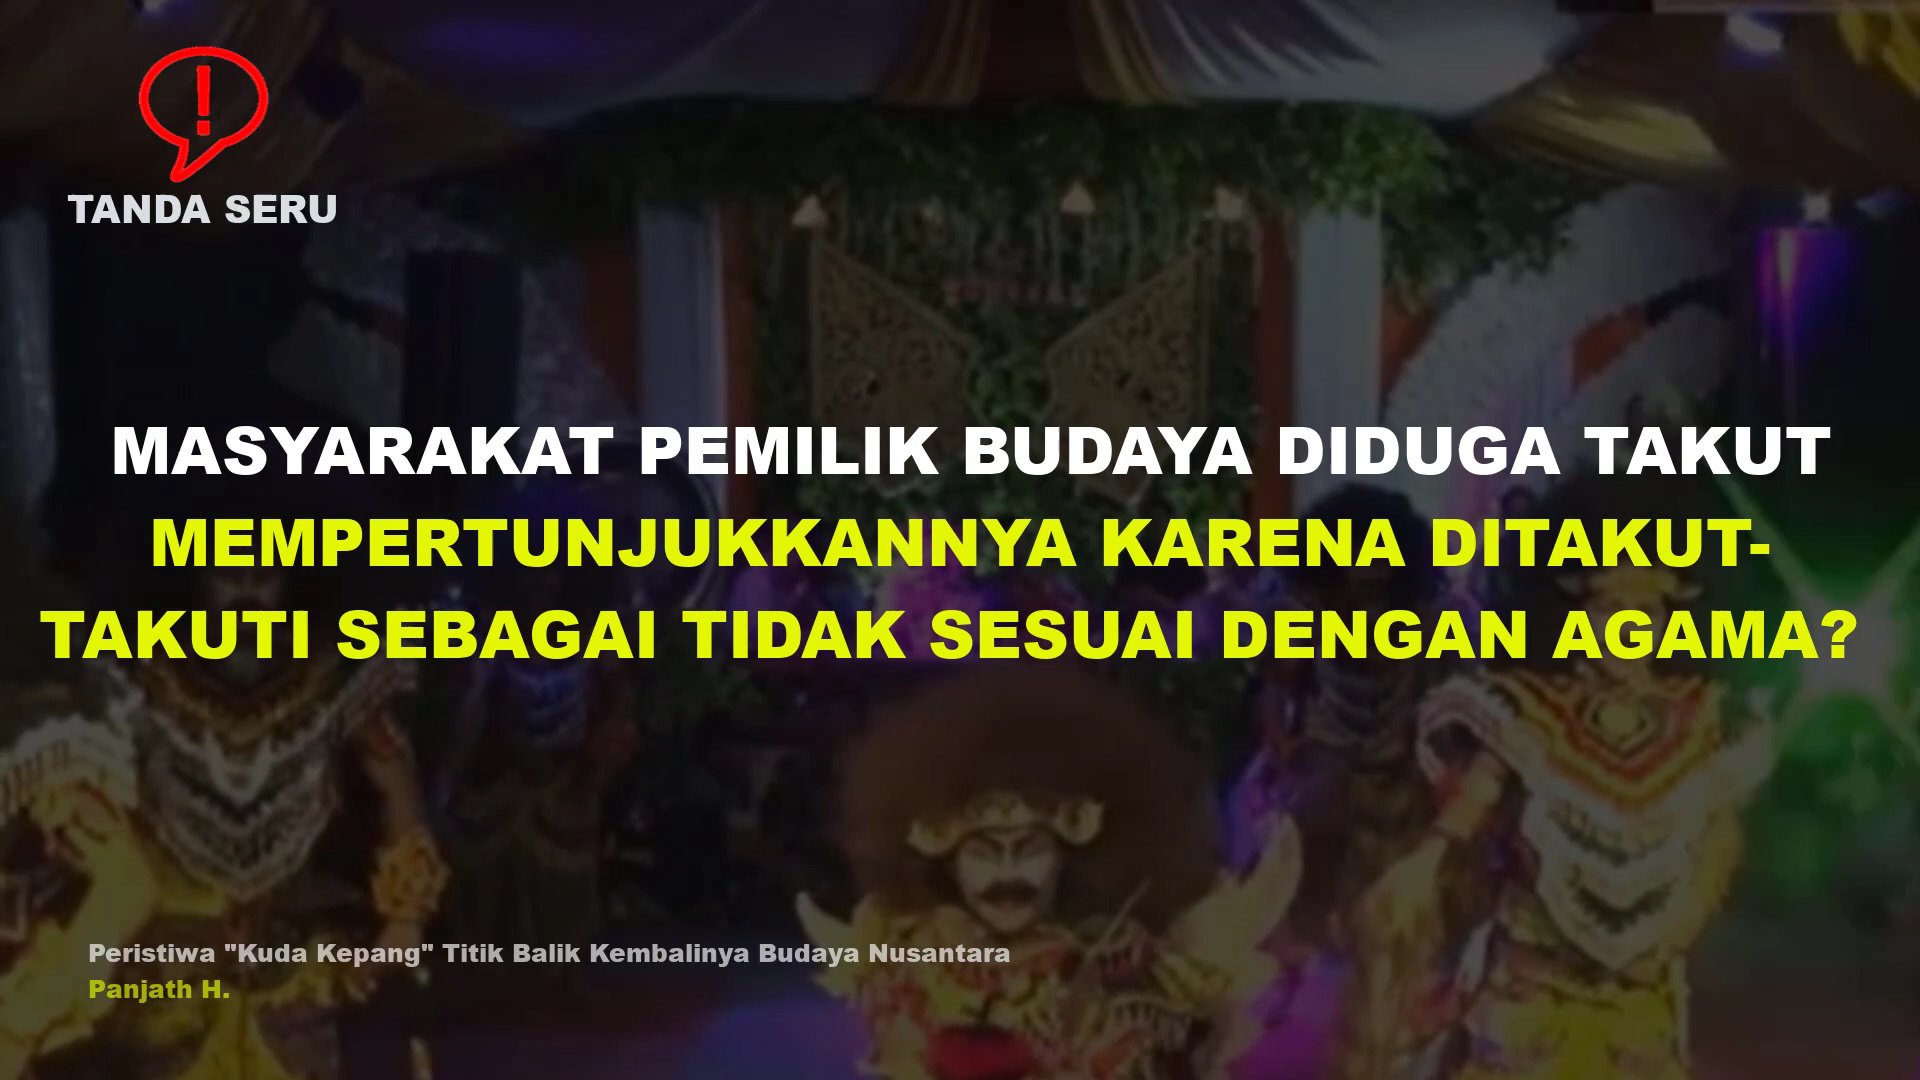 !
TANDA SERU
MASYARAKAT PEMILIK BUDAYA DIDUGA TAKUT
MEMPERTUNJUKKANNYA KARENA DITAKUT-
TAKUTI SEBAGAI TIDAK SESUAI DENGAN AGAMA?
Peristiwa "Kuda Kepang" Titik Balik Kembalinya Budaya Nusantara
Panjath H.